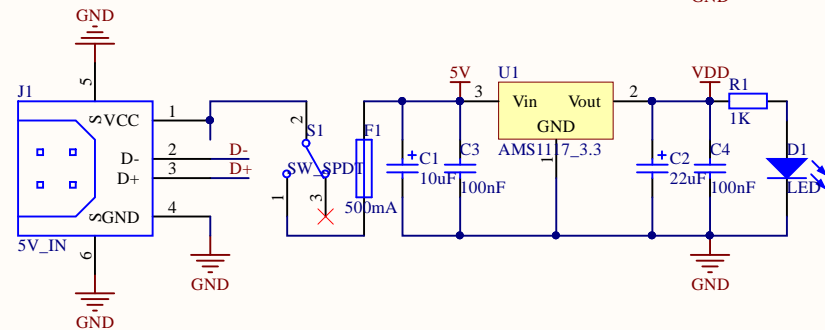 GND
GND
5
J1
S
VCC
1
2
D-
D-
3
D+
D+
S
GND
4
5V_IN
6
GND
GND
2
S1
SW_SPDT
1
3
F1
500mA
5V
C1
10uF
C3
100nF
U1
3
Vin
Vout
2
GND
AMS1117_3.3
1
VDD
C2
22uF
C4
100nF
R1
1K
D1
LED
GND